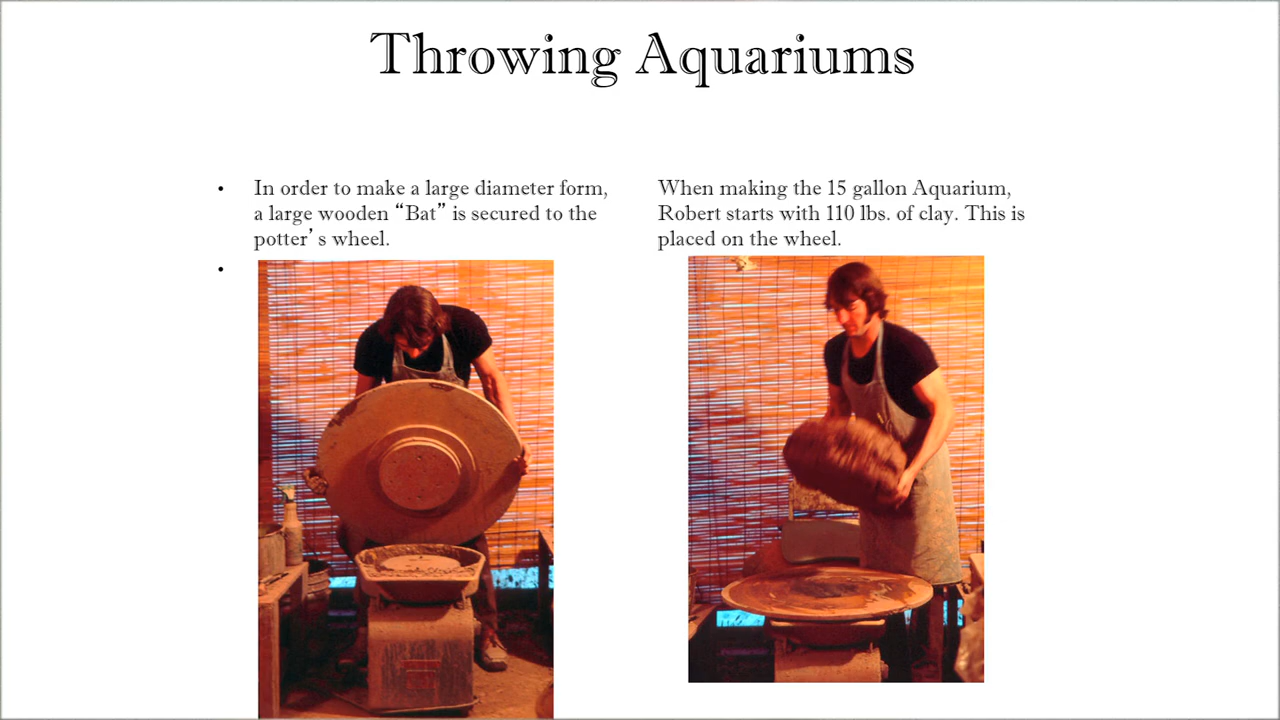 Throwing Aquariums
• In order to make a large diameter form,
a large wooden “Bat” is secured to the
potter’s wheel.
•
When making the 15 gallon Aquarium,
Robert starts with 110 lbs. of clay. This is
placed on the wheel.